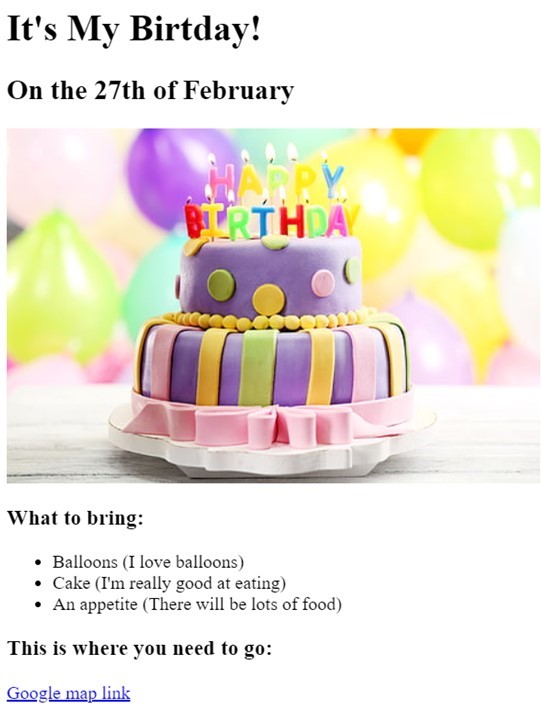 It's My Birtday!
On the 27th of February
HAPPY
BIRTHDAY
What to bring:
Balloons (I love balloons)
Cake (I'm really good at eating)
An appetite (There will be lots of food)
This is where you need to go:
Google map link